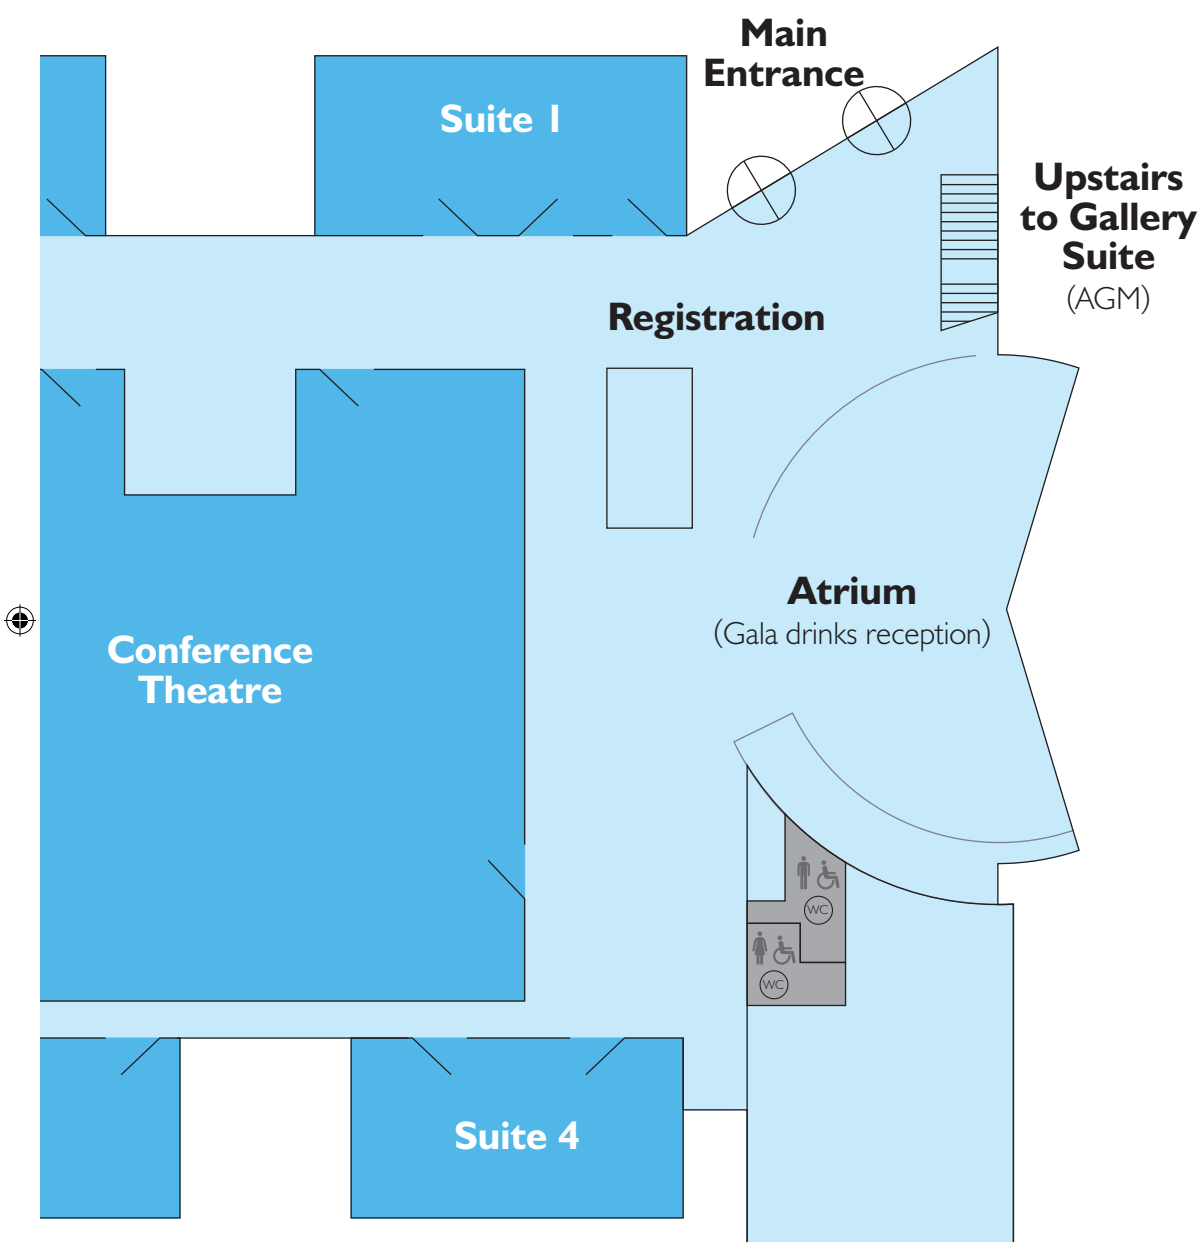 Main
Entrance
Suite 1
Upstairs
to Gallery
Suite
(AGM)
Registration
Atrium
(Gala drinks reception)
Conference
Theatre
WC
WC
Suite 4